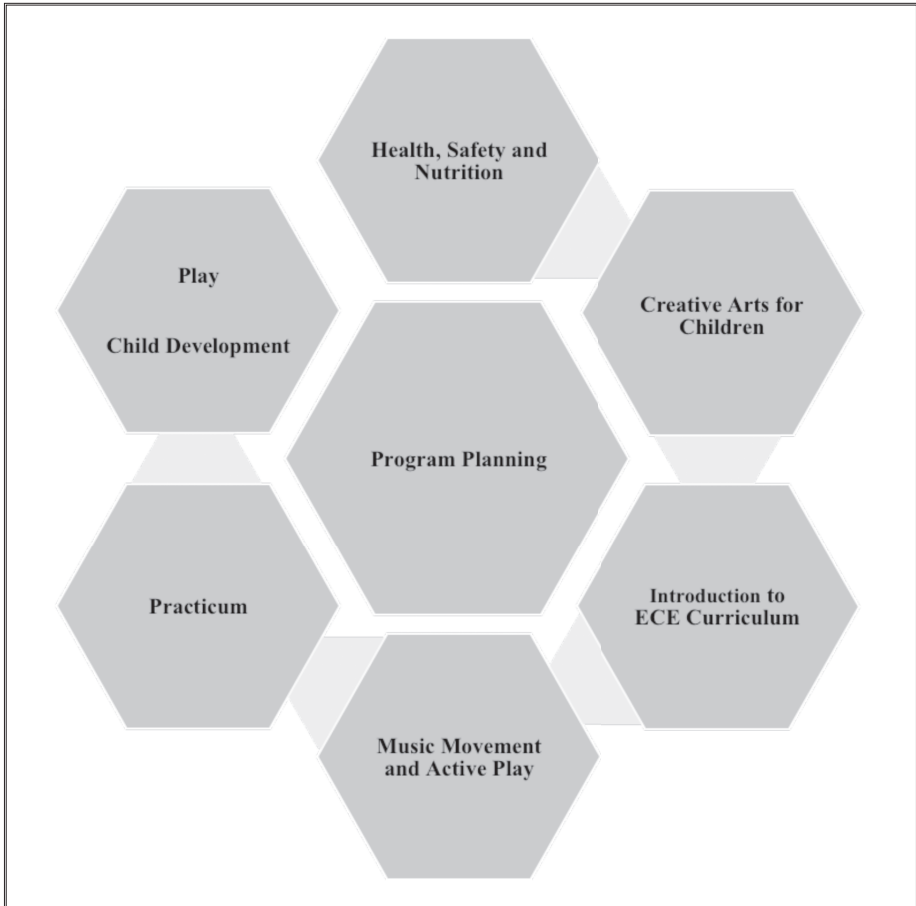 Health, Safety and
Nutrition
Play
Child Development
Creative Arts for
Children
Program Planning
Practicum
Introduction to
ECE Curriculum
Music Movement
and Active Play